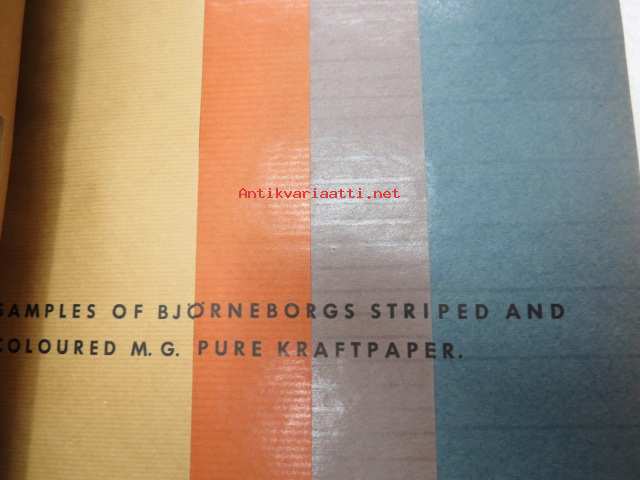 Antikvariaatti.net
SAMPLES OF BJÖRNEBORGS STRIPED AND
COLOURED M. G. PURE KRAFTPAPER.